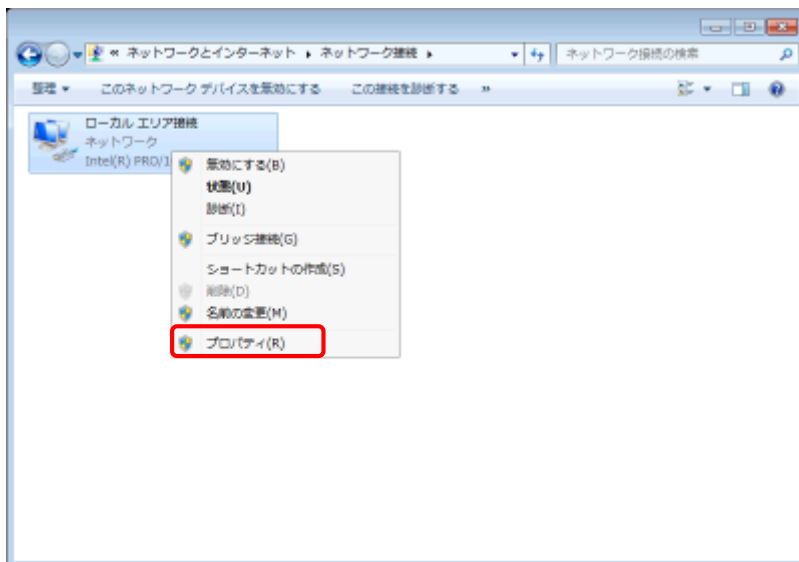 « ネットワークとインターネット ▸ ネットワーク接続 ▸
ネットワーク接続の検索
整理 ▾ このネットワーク デバイスを無効にする この接続を診断する »
ローカル エリア接続
ネットワーク
Intel(R) PRO/1
無効にする(B)
状態(U)
診断(I)
ブリッジ接続(G)
ショートカットの作成(S)
削除(D)
名前の変更(M)
プロパティ(R)